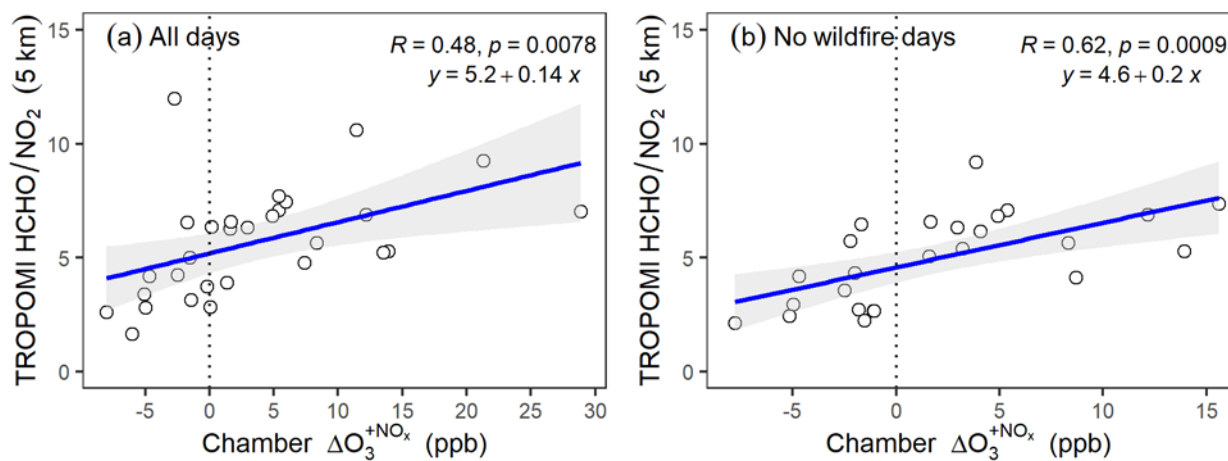 (a) All days
R = 0.48, p = 0.0078
y = 5.2 + 0.14 x
TROPOMI HCHO/NO₂ (5 km)
15
10
5
0
-5 0 5 10 15 20 25 30
Chamber ΔO₃⁺ᴺᴼₓ (ppb)
(b) No wildfire days
R = 0.62, p = 0.0009
y = 4.6 + 0.2 x
TROPOMI HCHO/NO₂ (5 km)
15
10
5
0
-5 0 5 10 15
Chamber ΔO₃⁺ᴺᴼₓ (ppb)